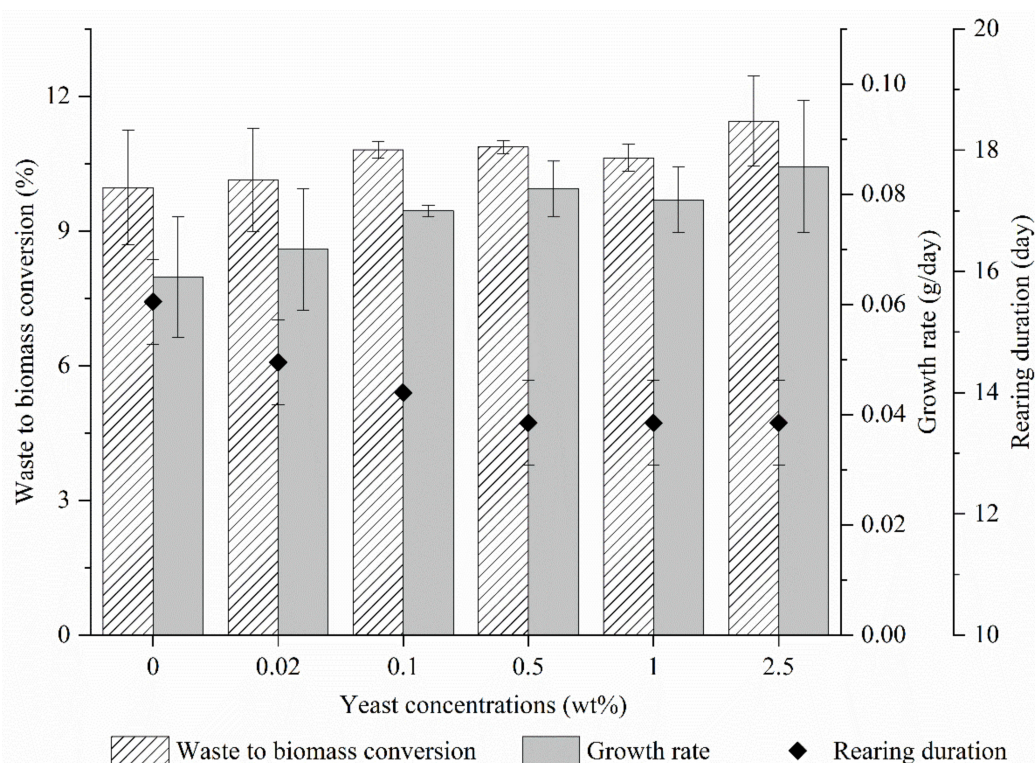 Waste to biomass conversion (%)
12
9
6
3
0
0.10
0.08
0.06
0.04
0.02
0.00
Growth rate (g/day)
20
18
16
14
12
10
Rearing duration (day)
0 0.02 0.1 0.5 1 2.5
Yeast concentrations (wt%)
Waste to biomass conversion Growth rate Rearing duration